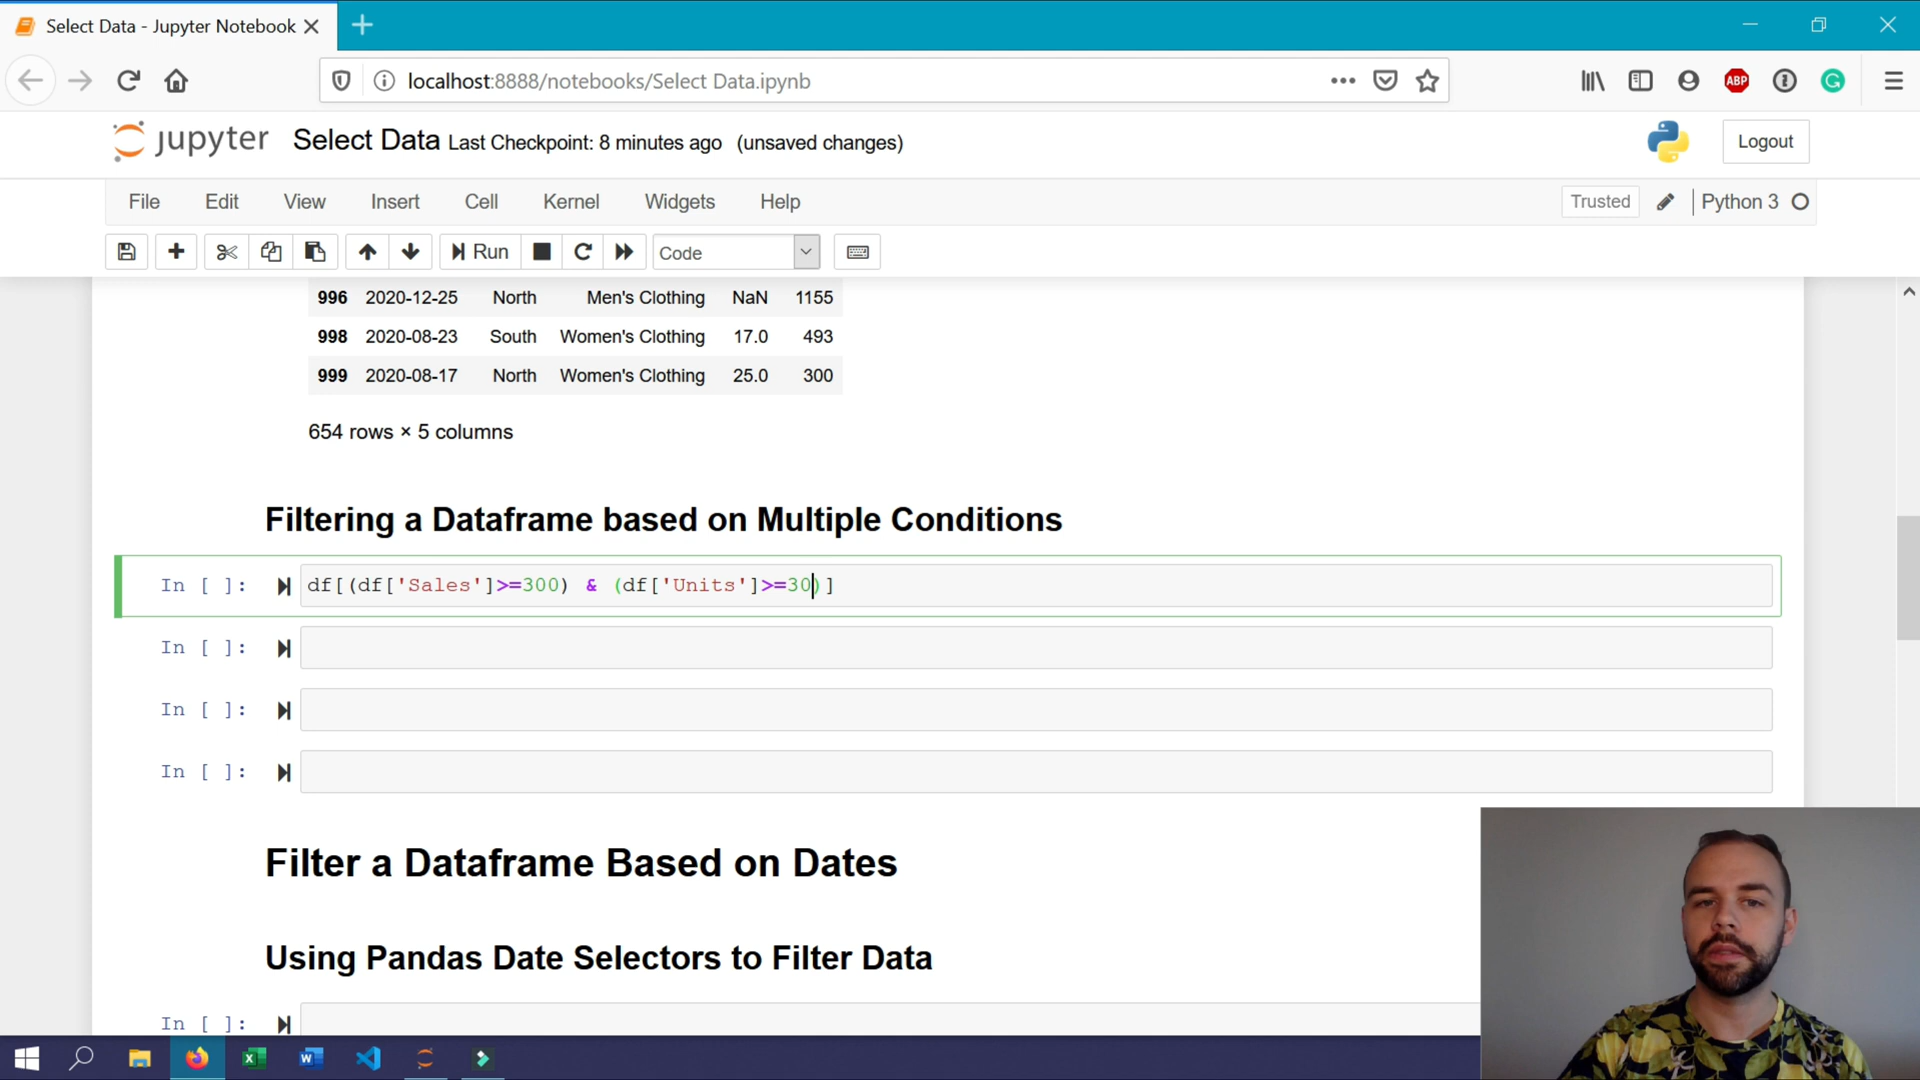 Select Data - Jupyter Notebook
localhost:8888/notebooks/Select Data.ipynb
ABP
jupyter Select Data Last Checkpoint: 8 minutes ago (unsaved changes)
Logout
File Edit View Insert Cell Kernel Widgets Help
Trusted Python 3
Run Code
996 2020-12-25 North Men's Clothing NaN 1155
998 2020-08-23 South Women's Clothing 17.0 493
999 2020-08-17 North Women's Clothing 25.0 300
654 rows × 5 columns
Filtering a Dataframe based on Multiple Conditions
In [ ]: df[(df['Sales']>=300) & (df['Units']>=30)]
In [ ]:
In [ ]:
In [ ]:
Filter a Dataframe Based on Dates
Using Pandas Date Selectors to Filter Data
In [ ]: